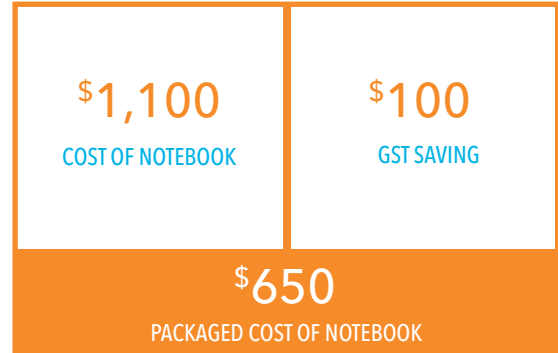 $1,100
COST OF NOTEBOOK
$100
GST SAVING
$650
PACKAGED COST OF NOTEBOOK